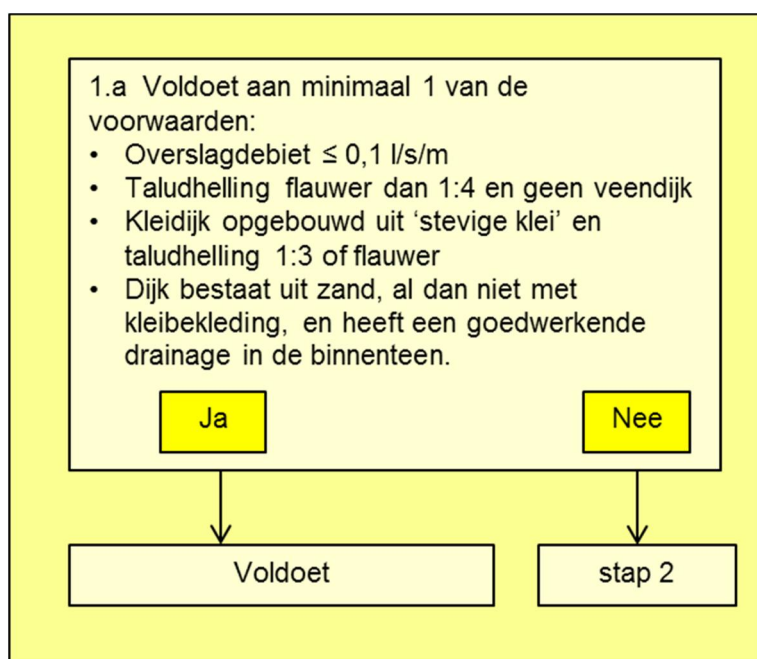 1.a Voldoet aan minimaal 1 van de
voorwaarden:
• Overslagdebiet ≤ 0,1 l/s/m
• Taludhelling flauwer dan 1:4 en geen veendijk
• Kleidijk opgebouwd uit ‘stevige klei’ en
taludhelling 1:3 of flauwer
• Dijk bestaat uit zand, al dan niet met
kleibekleding, en heeft een goedwerkende
drainage in de binnenteen.
Ja
Nee
Voldoet
stap 2